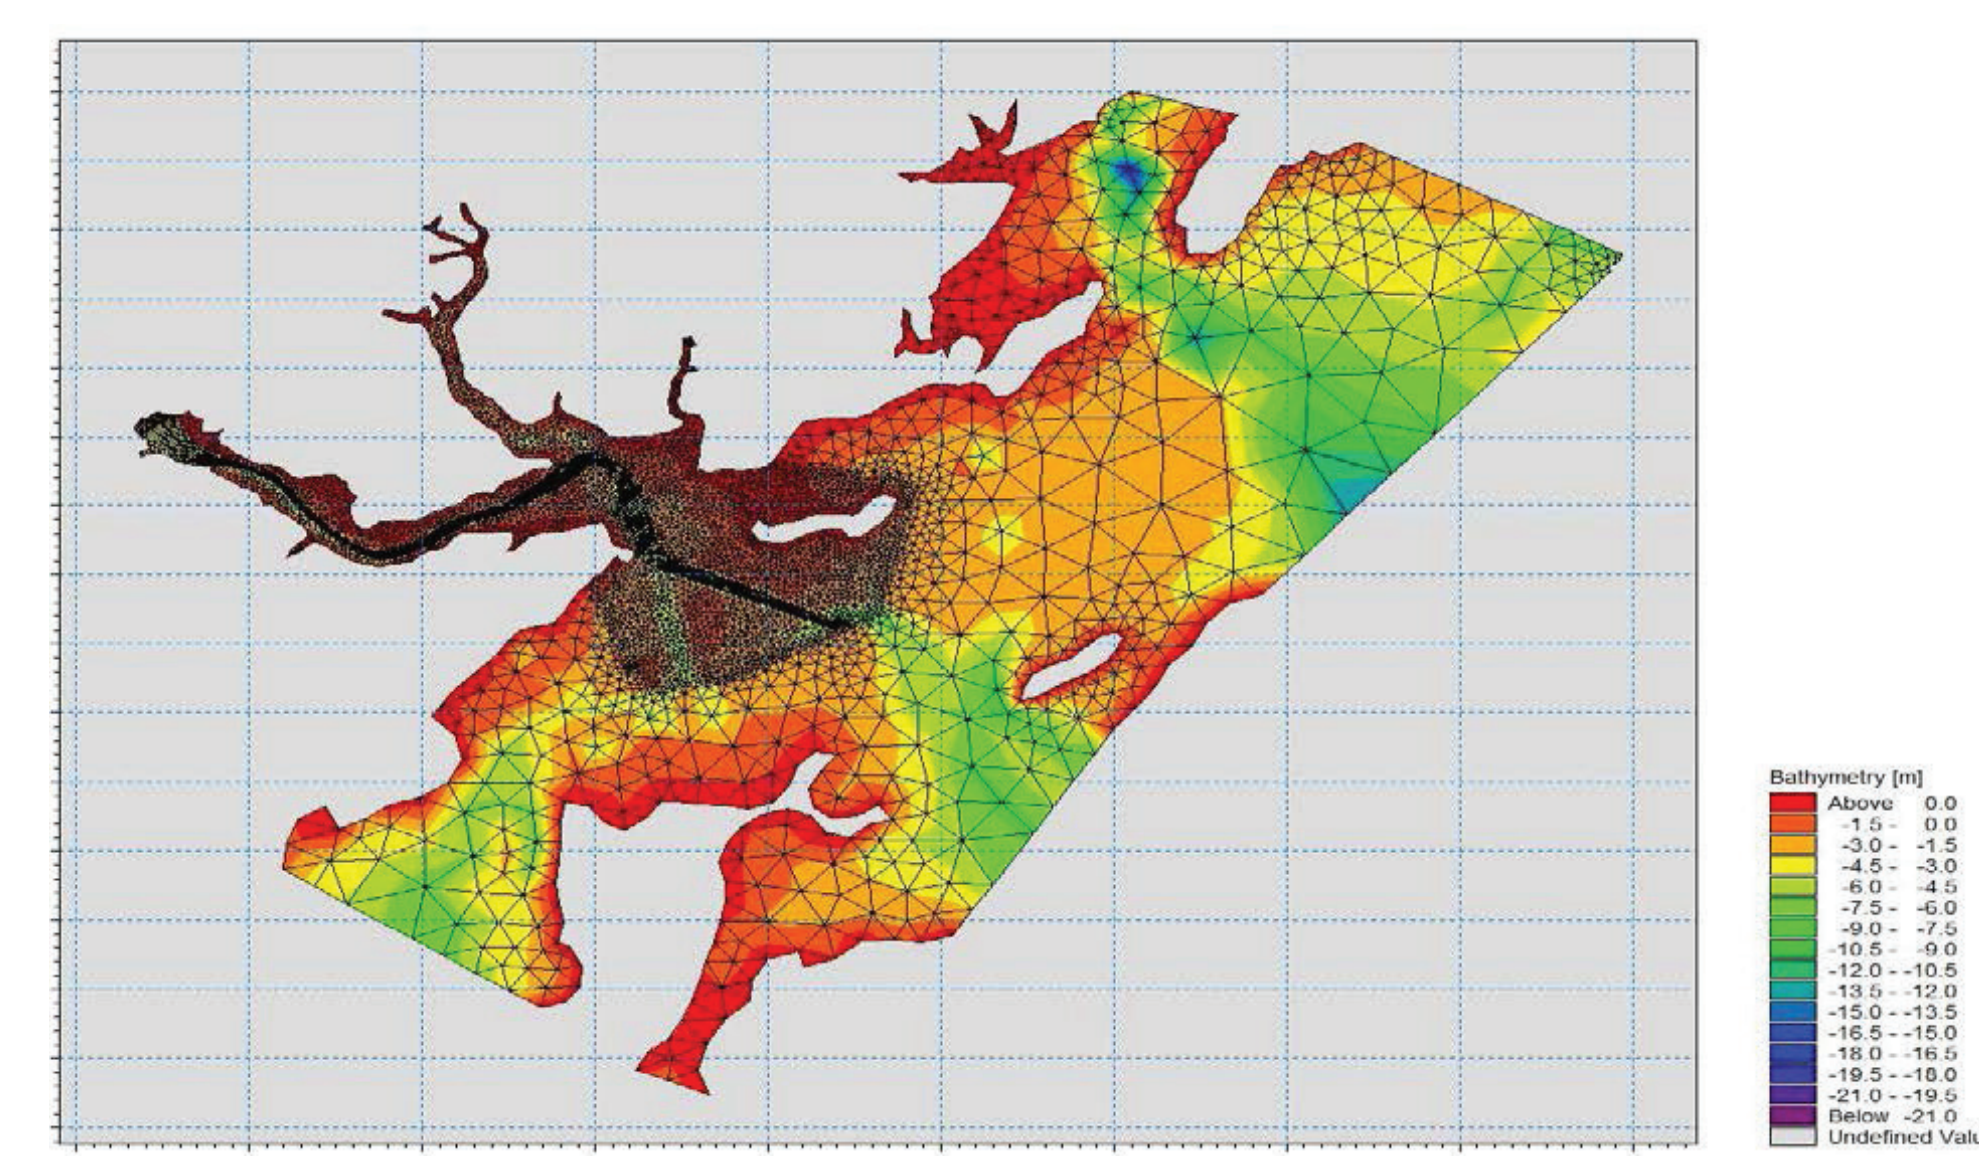 Bathymetry [m]
Above 0.0
-1.5 - 0.0
-3.0 - -1.5
-4.5 - -3.0
-6.0 - -4.5
-7.5 - -6.0
-9.0 - -7.5
-10.5 - -9.0
-12.0 - -10.5
-13.5 - -12.0
-15.0 - -13.5
-16.5 - -15.0
-18.0 - -16.5
-19.5 - -18.0
-21.0 - -19.5
Below -21.0
Undefined Valu